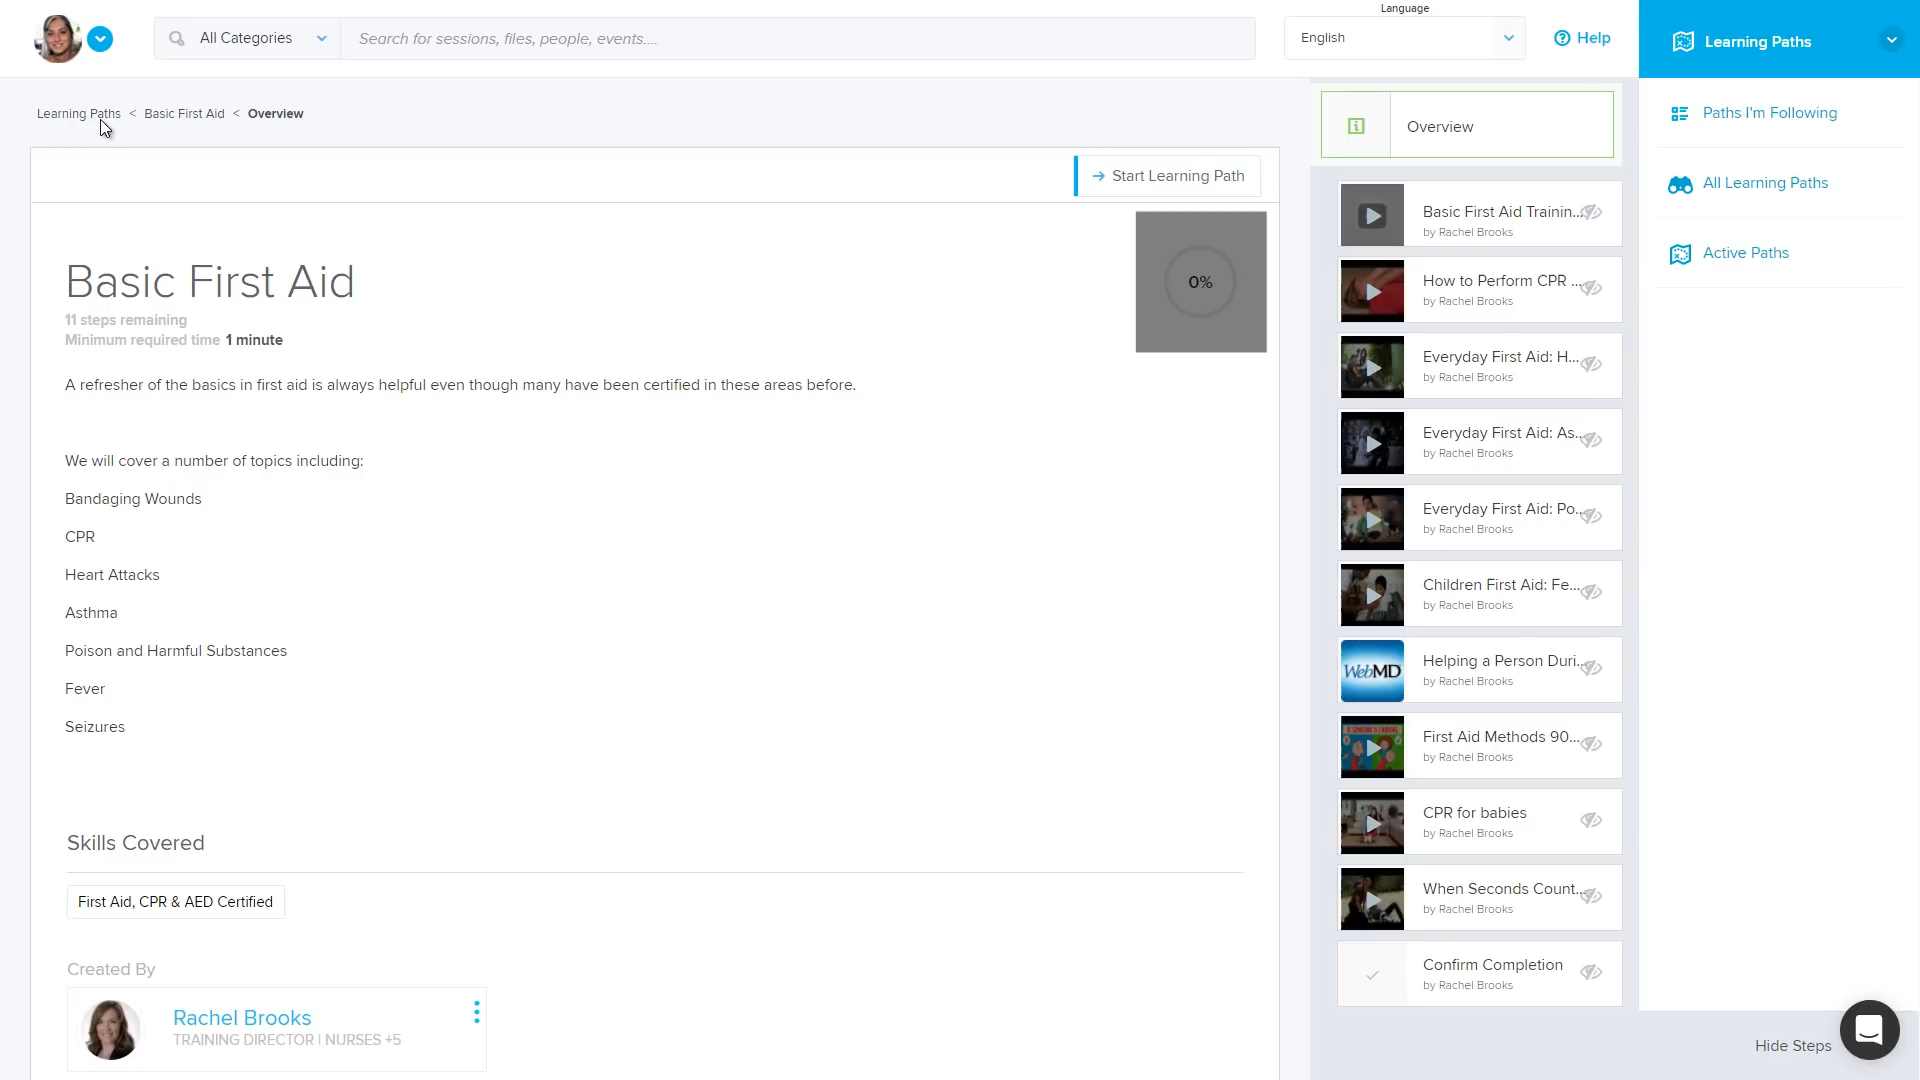 All Categories
Search for sessions, files, people, events....
Language
English
Help
Learning Paths
Learning Paths < Basic First Aid < Overview
Start Learning Path
0%
Basic First Aid
11 steps remaining
Minimum required time 1 minute
A refresher of the basics in first aid is always helpful even though many have been certified in these areas before.
We will cover a number of topics including:
Bandaging Wounds
CPR
Heart Attacks
Asthma
Poison and Harmful Substances
Fever
Seizures
Skills Covered
First Aid, CPR & AED Certified
Created By
Rachel Brooks
TRAINING DIRECTOR | NURSES +5
Overview
Basic First Aid Trainin...
by Rachel Brooks
How to Perform CPR ...
by Rachel Brooks
Everyday First Aid: H...
by Rachel Brooks
Everyday First Aid: As...
by Rachel Brooks
Everyday First Aid: Po...
by Rachel Brooks
Children First Aid: Fe...
by Rachel Brooks
WebMD
Helping a Person Duri...
by Rachel Brooks
First Aid Methods 90...
by Rachel Brooks
CPR for babies
by Rachel Brooks
When Seconds Count...
by Rachel Brooks
Confirm Completion
by Rachel Brooks
Paths I'm Following
All Learning Paths
Active Paths
Hide Steps